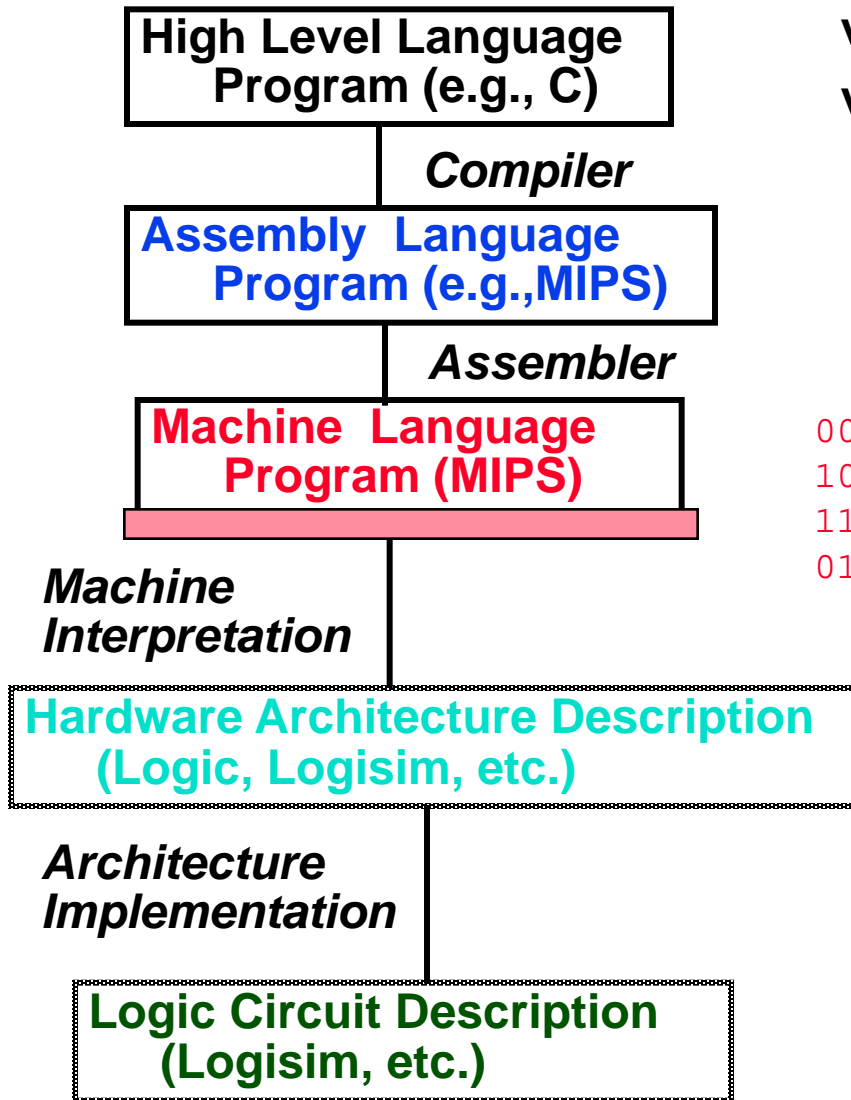 High Level Language
Program (e.g., C)
Compiler
Assembly Language
Program (e.g.,MIPS)
Assembler
Machine Language
Program (MIPS)
00
10
11
01
Machine
Interpretation
Hardware Architecture Description
(Logic, Logisim, etc.)
Architecture
Implementation
Logic Circuit Description
(Logisim, etc.)